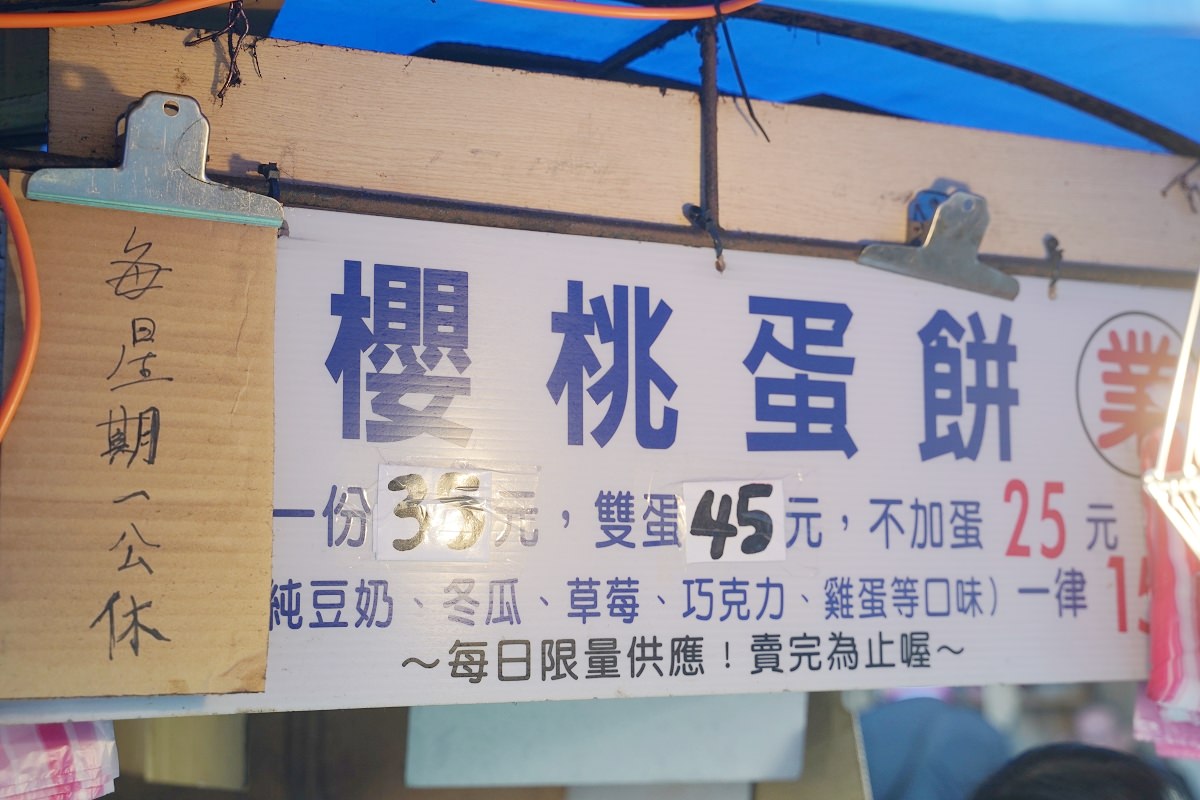 每星期一公休
櫻桃蛋餅 業
一份35元，雙蛋45元，不加蛋25元
純豆奶、冬瓜、草莓、巧克力、雞蛋等口味）一律
～每日限量供應！賣完為止喔～